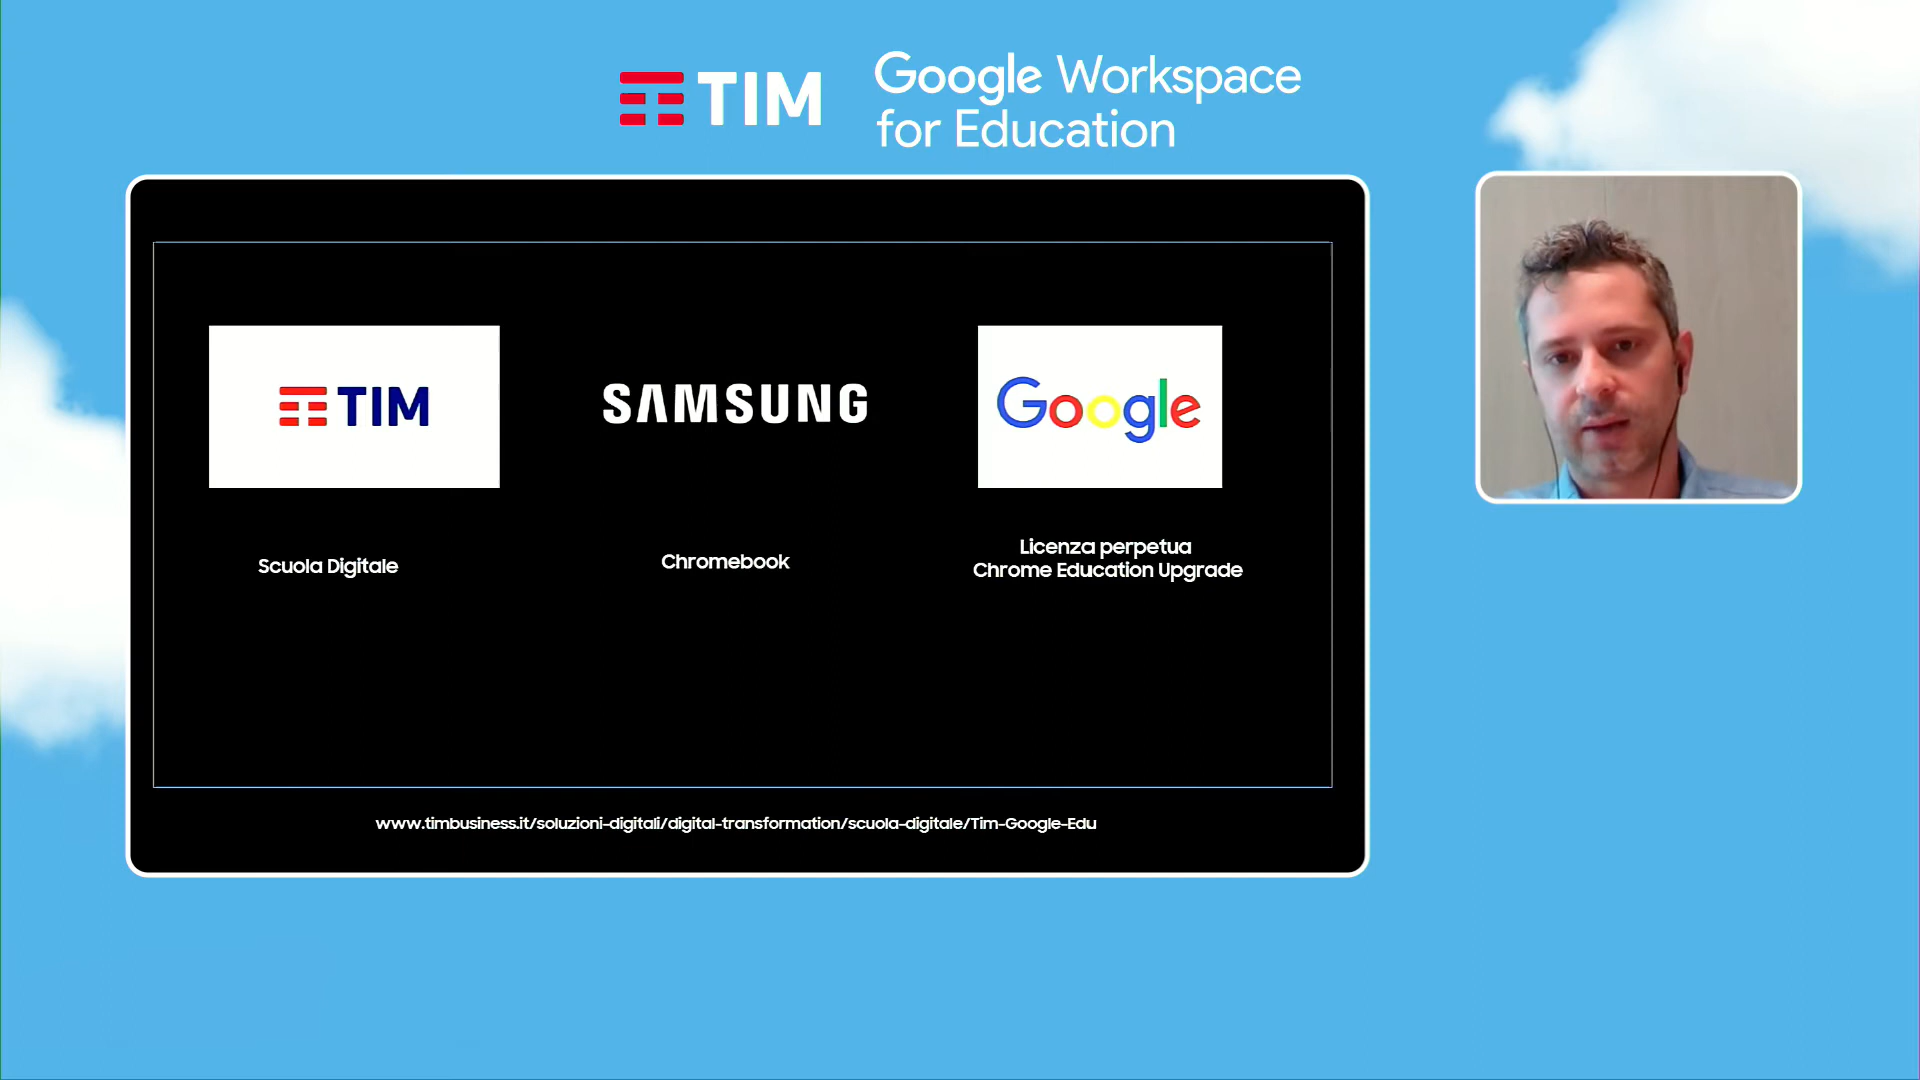 TIM
Google Workspace
for Education
TIM
SAMSUNG
Google
Scuola Digitale
Chromebook
Licenza perpetua
Chrome Education Upgrade
www.timbusiness.it/soluzioni-digitali/digital-transformation/scuola-digitale/Tim-Google-Edu